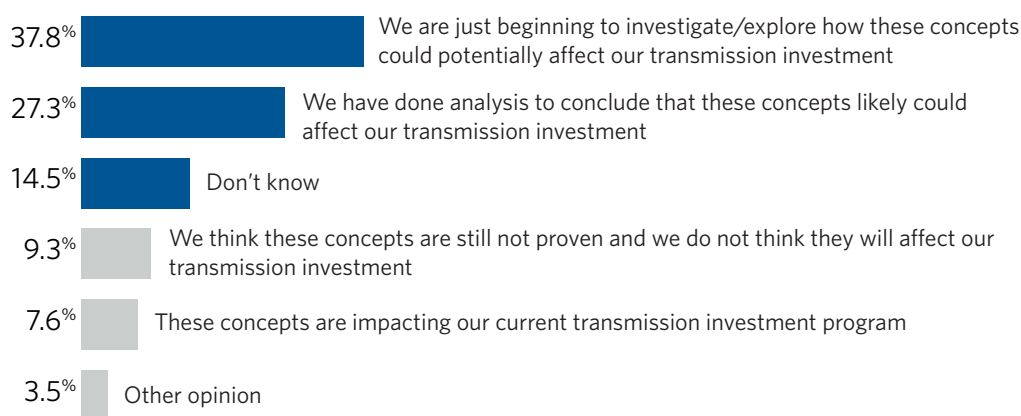 37.8% We are just beginning to investigate/explore how these concepts
could potentially affect our transmission investment
27.3% We have done analysis to conclude that these concepts likely could
affect our transmission investment
14.5% Don’t know
9.3% We think these concepts are still not proven and we do not think they will affect our
transmission investment
7.6% These concepts are impacting our current transmission investment program
3.5% Other opinion